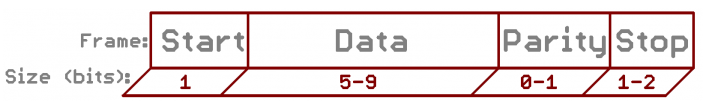 Frame: Start Data Parity Stop
Size (bits): 1 5-9 0-1 1-2